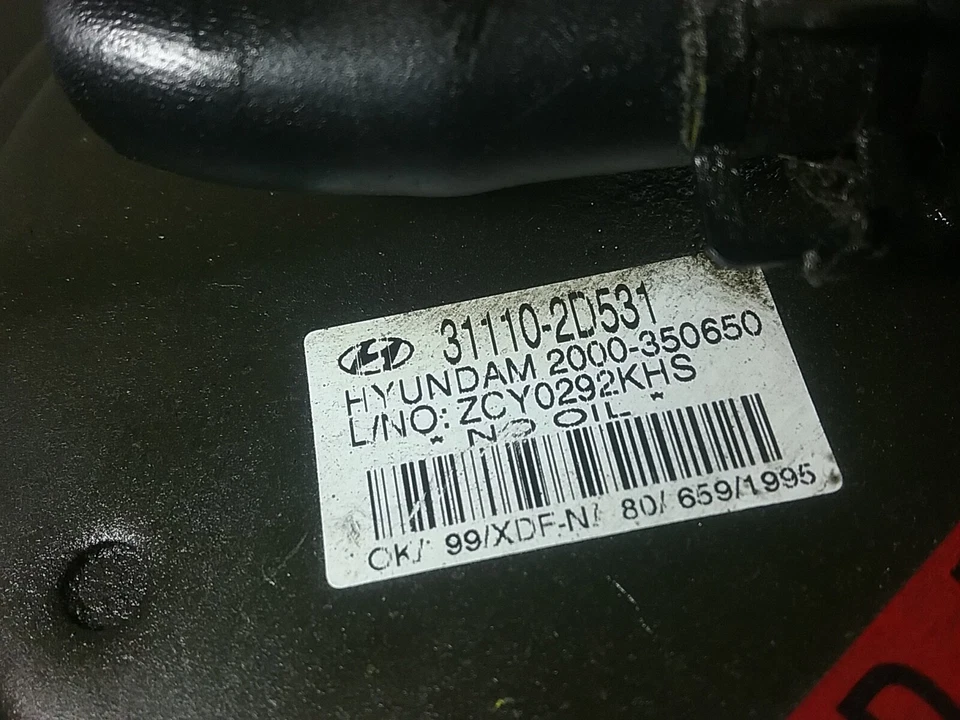 31110-2D531
HYUNDAM 2000-350650
L/NO: ZCY0292KHS
* NO OIL *
OK/ 99/XDF-N/ 80/ 659/1995
D